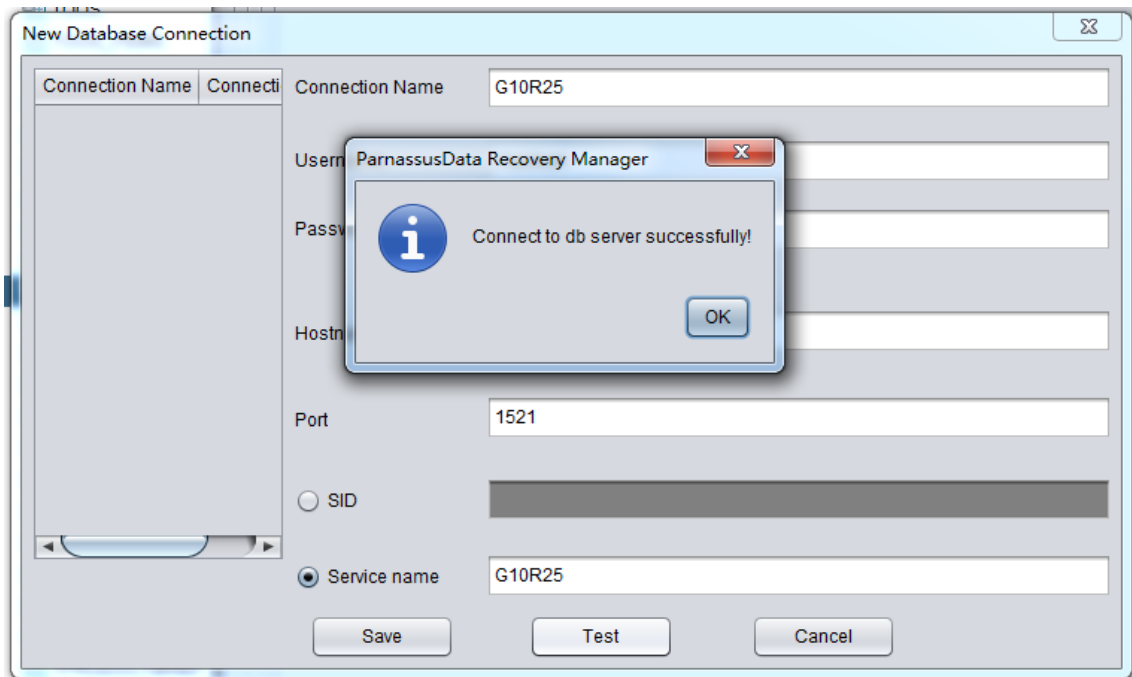 New Database Connection
Connection Name
Connecti
Connection Name
G10R25
Usern
ParnassusData Recovery Manager
Passw
Connect to db server successfully!
OK
Hostn
Port
1521
SID
Service name
G10R25
Save
Test
Cancel